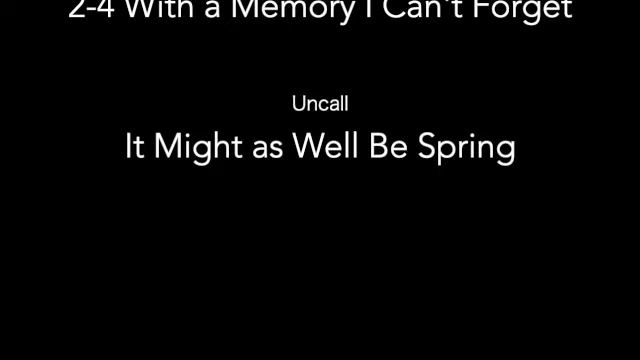 2-4 With a Memory I Can't Forget
Uncall
It Might as Well Be Spring